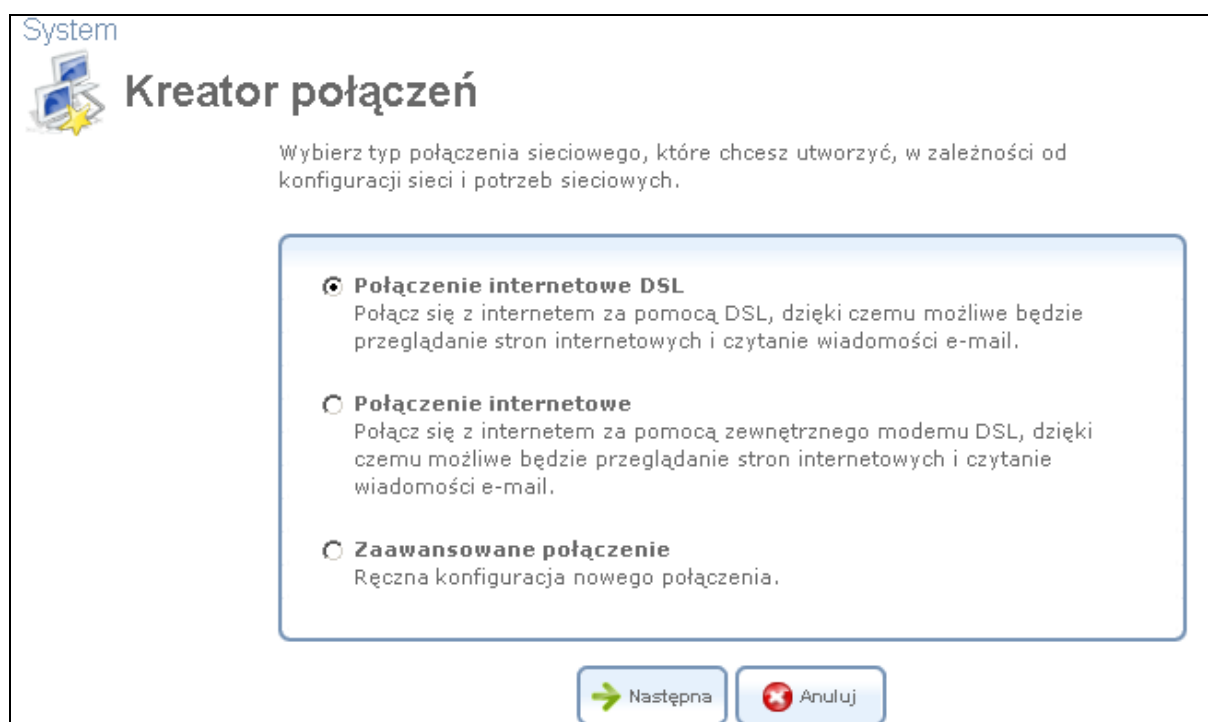 System
Kreator połączeń
Wybierz typ połączenia sieciowego, które chcesz utworzyć, w zależności od
konfiguracji sieci i potrzeb sieciowych.
Połączenie internetowe DSL
Połącz się z internetem za pomocą DSL, dzięki czemu możliwe będzie
przeglądanie stron internetowych i czytanie wiadomości e-mail.
Połączenie internetowe
Połącz się z internetem za pomocą zewnętrznego modemu DSL, dzięki
czemu możliwe będzie przeglądanie stron internetowych i czytanie
wiadomości e-mail.
Zaawansowane połączenie
Ręczna konfiguracja nowego połączenia.
Następna Anuluj